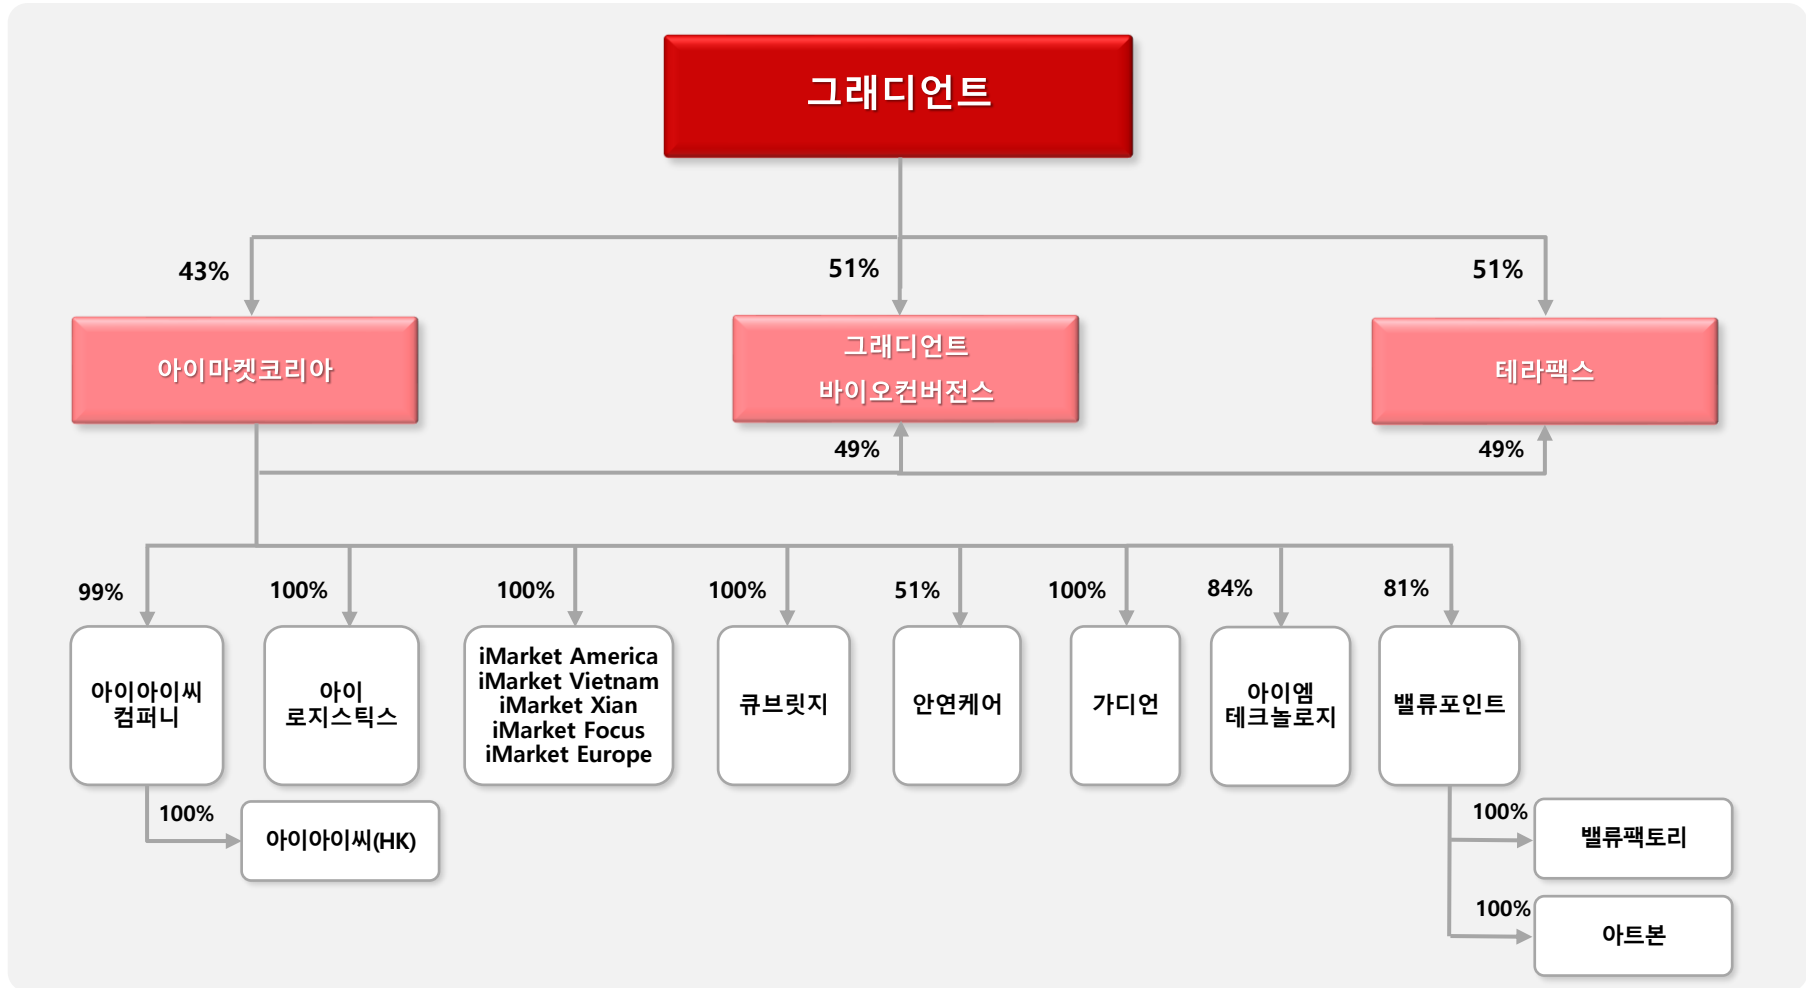 그래디언트
43%
51%
51%
아이마켓코리아
그래디언트
바이오컨버전스
테라팩스
49%
49%
99%
100%
100%
100%
51%
100%
84%
81%
아이아이씨
컴퍼니
아이
로지스틱스
iMarket America
iMarket Vietnam
iMarket Xian
iMarket Focus
iMarket Europe
큐브릿지
안연케어
가디언
아이엠
테크놀로지
밸류포인트
100%
아이아이씨(HK)
100%
밸류팩토리
100%
아트본